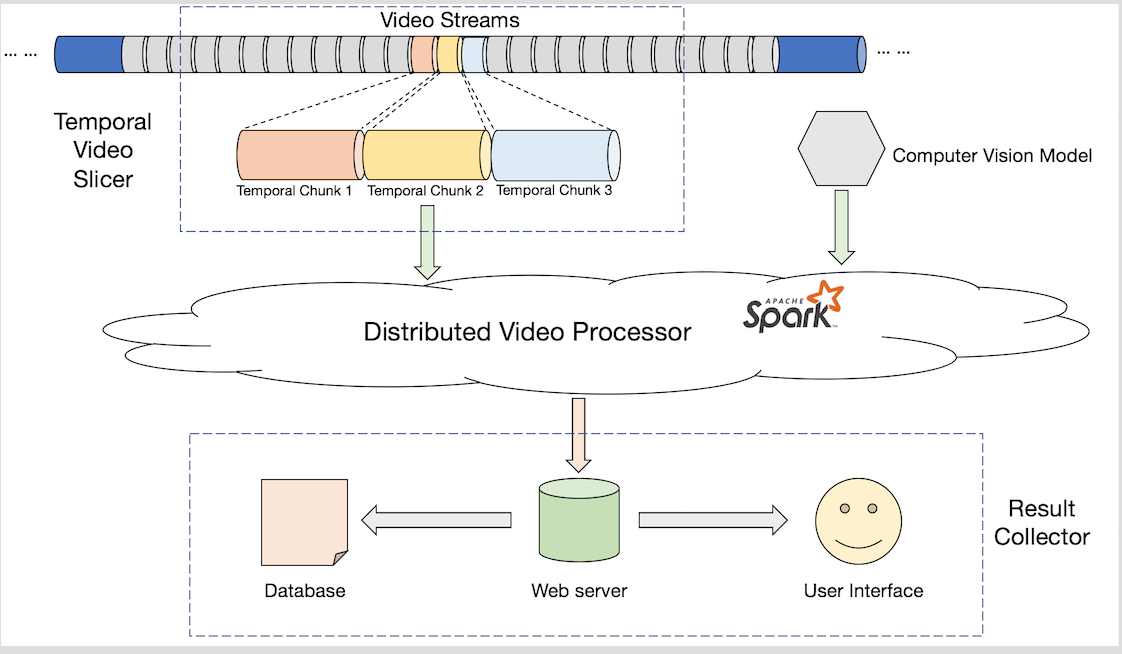 Video Streams
... ...
... ...
Temporal
Video
Slicer
Temporal Chunk 1
Temporal Chunk 2
Temporal Chunk 3
Computer Vision Model
Distributed Video Processor
APACHE
Spark™
Database
Web server
User Interface
Result
Collector